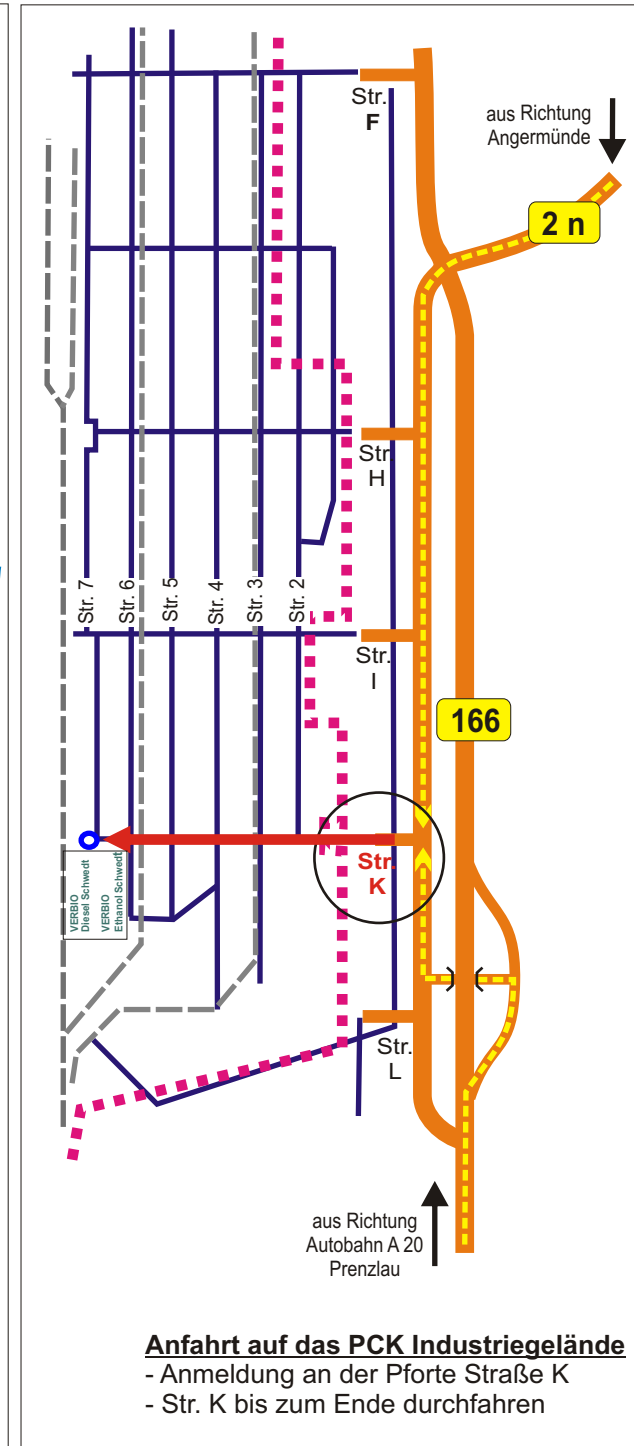 Str.
F
aus Richtung
Angermünde
2 n
Str.
H
Str. 7
Str. 6
Str. 5
Str. 4
Str. 3
Str. 2
Str.
I
166
Str.
K
VERBIO
Diesel Schwedt
VERBIO
Ethanol Schwedt
Str.
L
aus Richtung
Autobahn A 20
Prenzlau
Anfahrt auf das PCK Industriegelände
- Anmeldung an der Pforte Straße K
- Str. K bis zum Ende durchfahren